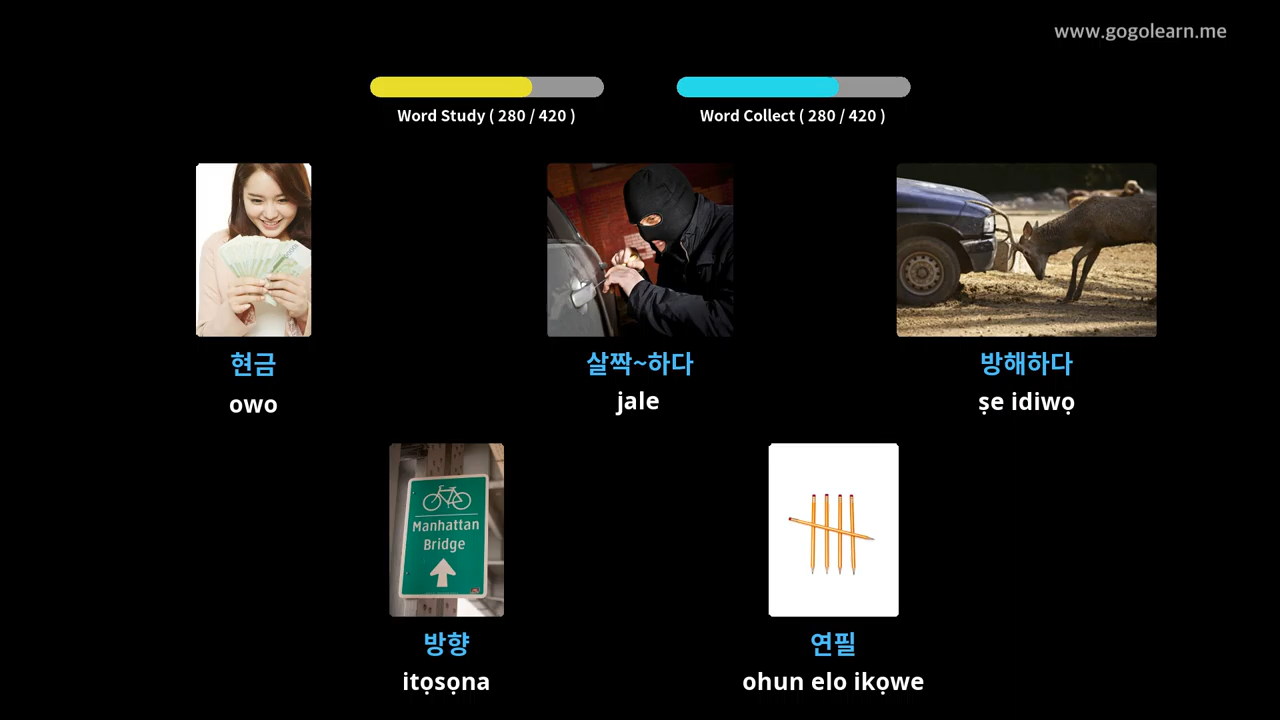 www.gogolearn.me
Word Study ( 280 / 420 )
Word Collect ( 280 / 420 )
현금
owo
살짝~하다
jale
방해하다
ṣe idiwọ
Manhattan
Bridge
방향
itọsọna
연필
ohun elo ikọwe